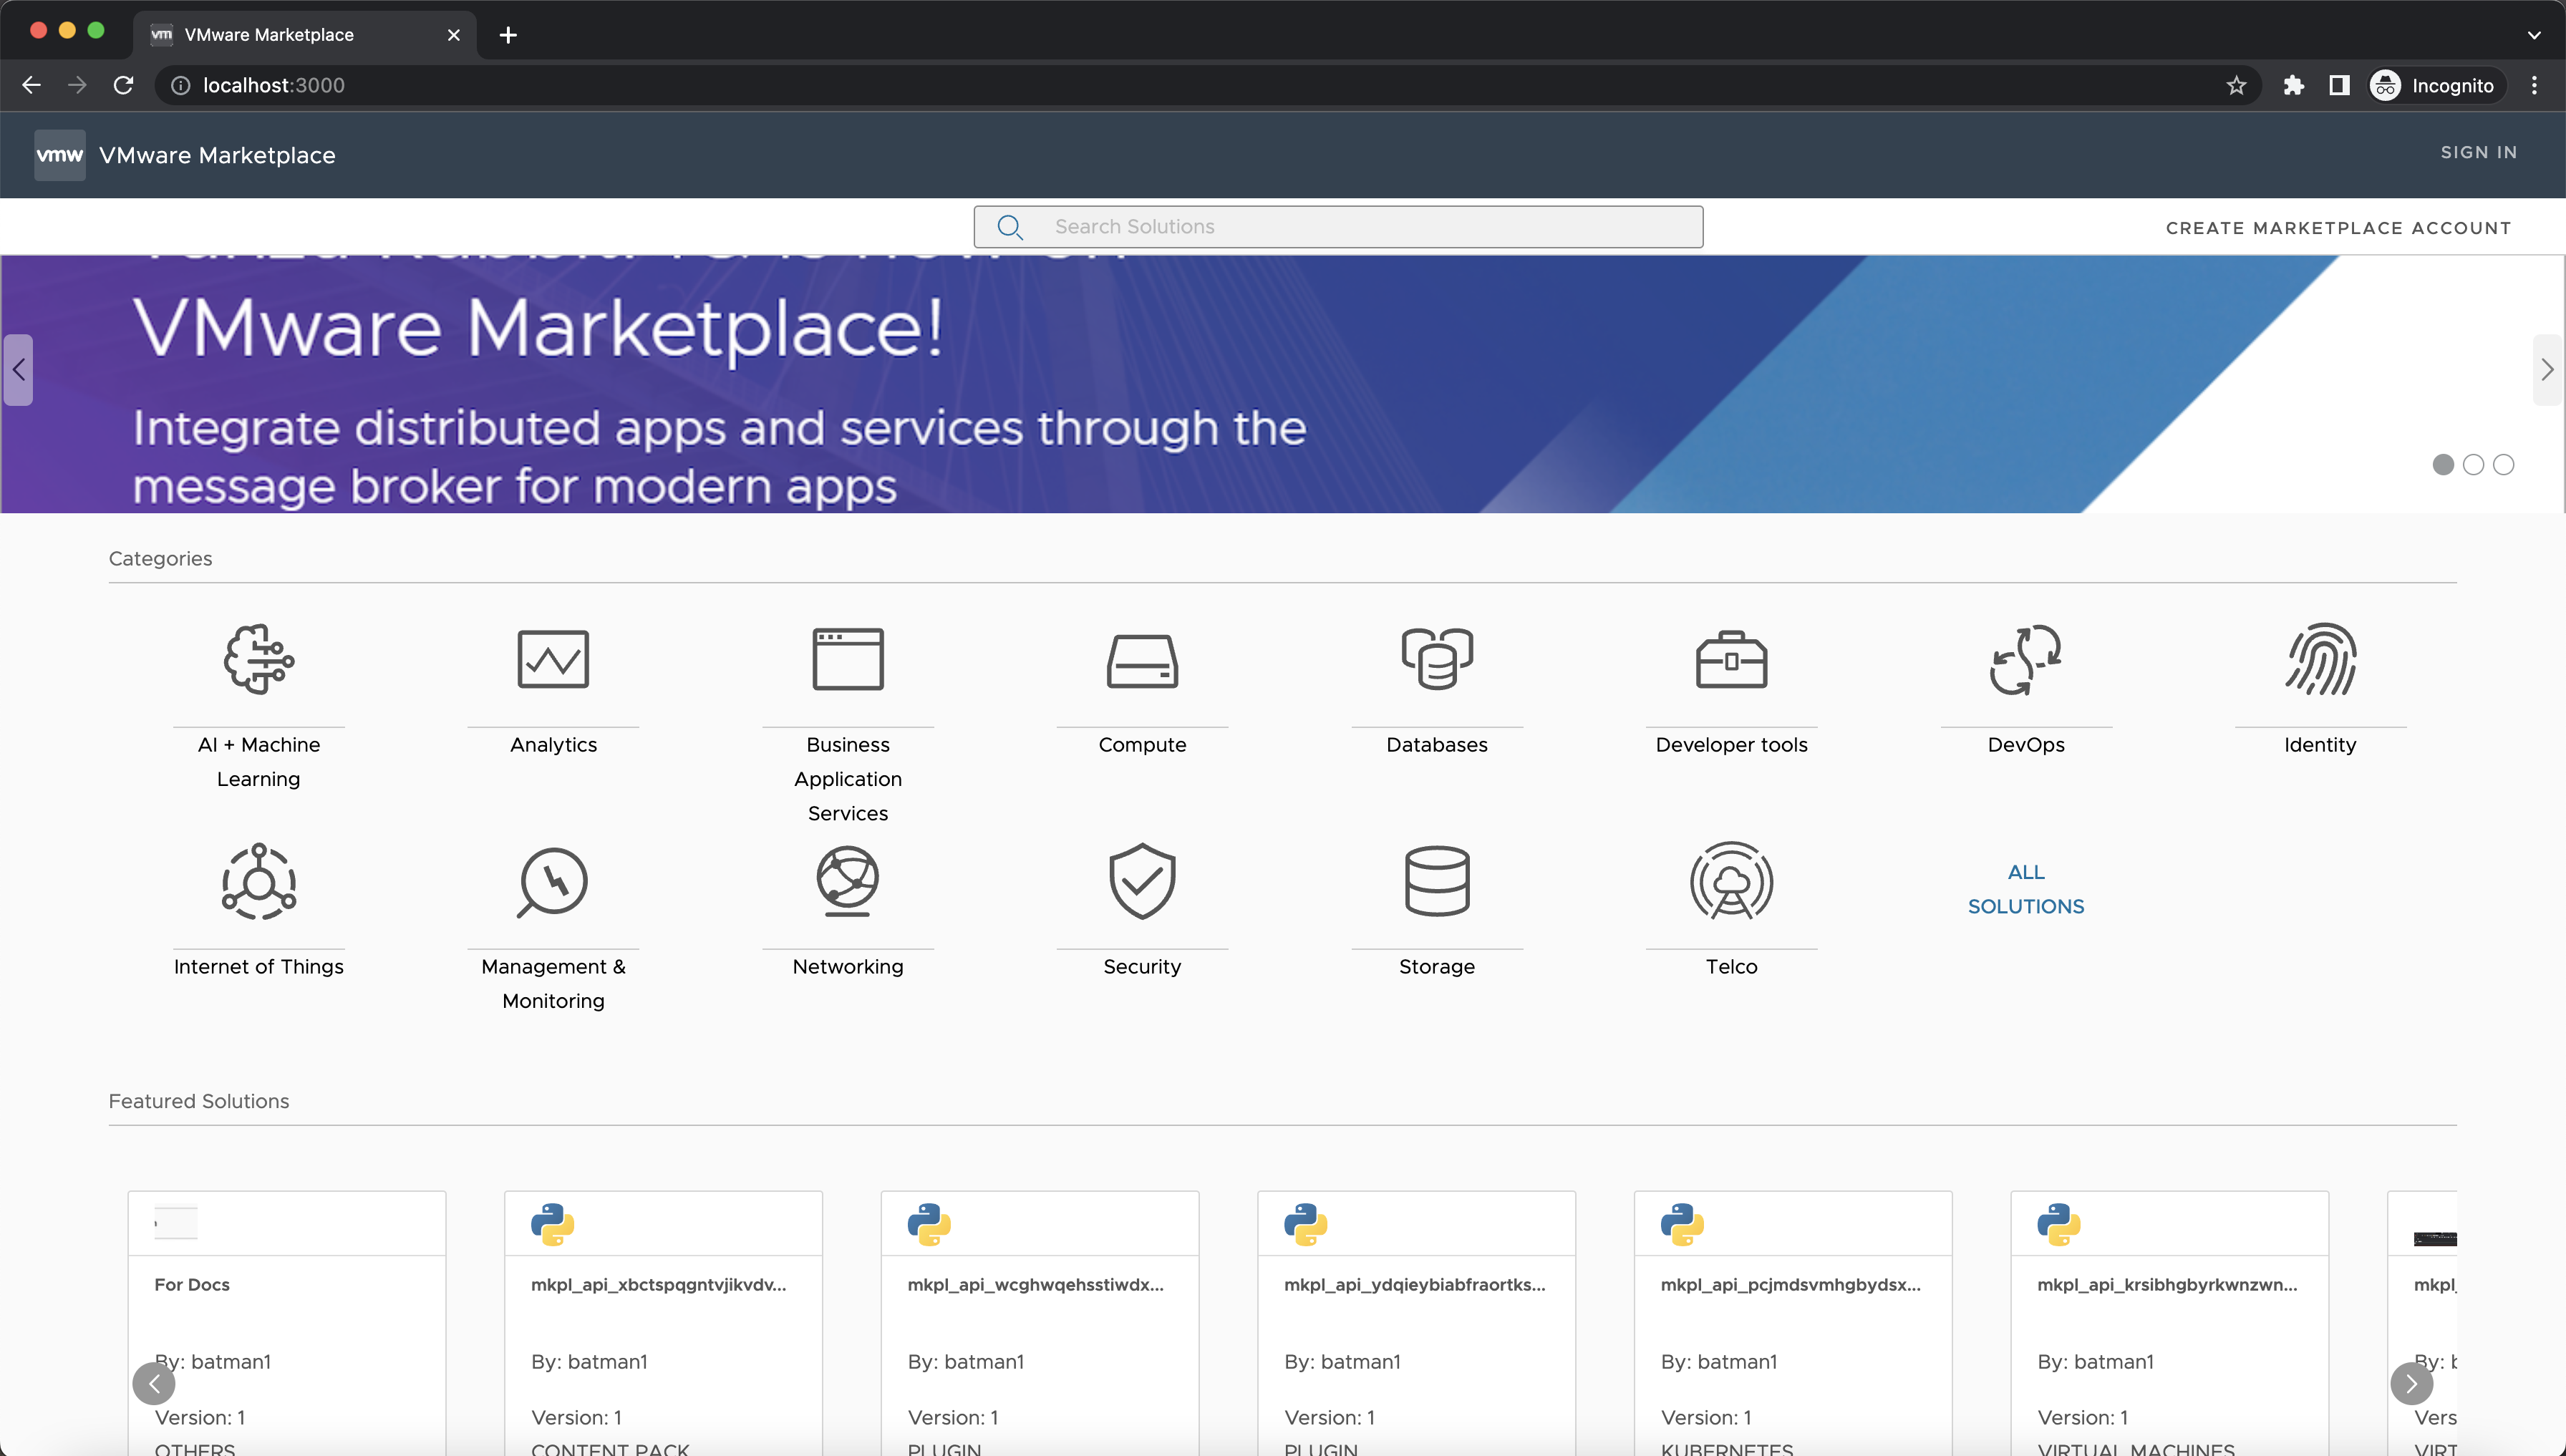 vm VMware Marketplace
localhost:3000
Incognito
vmw VMware Marketplace
SIGN IN
Search Solutions
CREATE MARKETPLACE ACCOUNT
VMware Marketplace!
Integrate distributed apps and services through the
message broker for modern apps
Categories
AI + Machine
Learning
Analytics
Business
Application
Services
Compute
Databases
Developer tools
DevOps
Identity
Internet of Things
Management &
Monitoring
Networking
Security
Storage
Telco
ALL
SOLUTIONS
Featured Solutions
For Docs
By: batman1
Version: 1
OTHERS
mkpl_api_xbctspqgntvjikvdv...
By: batman1
Version: 1
CONTENT PACK
mkpl_api_wcghwqehsstiwdx...
By: batman1
Version: 1
PLUGIN
mkpl_api_ydqieybiabfraortks...
By: batman1
Version: 1
PLUGIN
mkpl_api_pcjmdsvmhgbydsx...
By: batman1
Version: 1
KUBERNETES
mkpl_api_krsibhgbyrkwnzwn...
By: batman1
Version: 1
VIRTUAL MACHINES
mkpl
By: b
Vers
VIRT